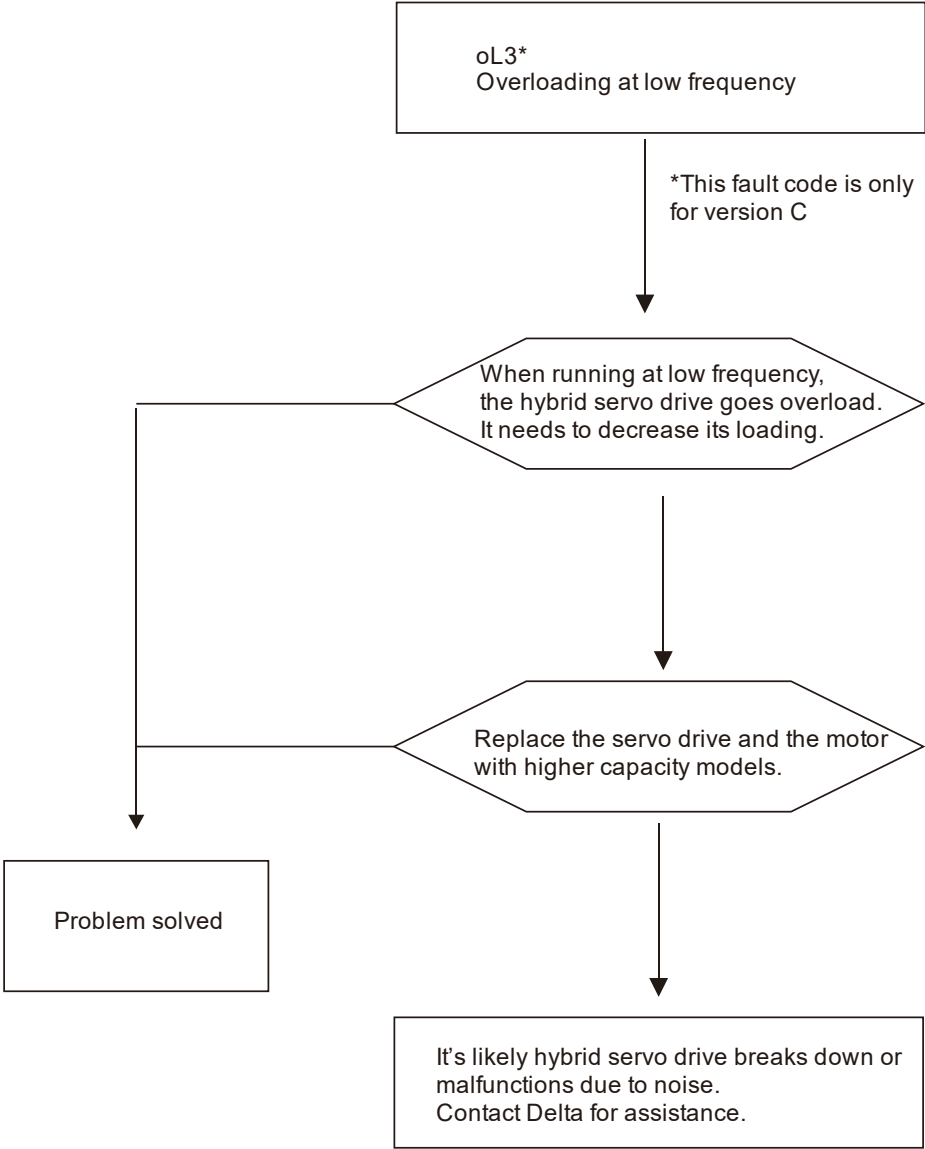 oL3*
Overloading at low frequency
*This fault code is only
for version C
When running at low frequency,
the hybrid servo drive goes overload.
It needs to decrease its loading.
Replace the servo drive and the motor
with higher capacity models.
Problem solved
It’s likely hybrid servo drive breaks down or
malfunctions due to noise.
Contact Delta for assistance.